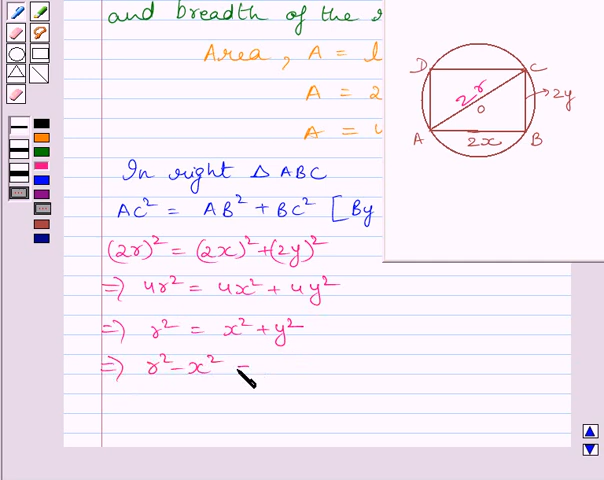 and breadth of the
Area, A = l
A = 2
A = 4
In right Δ ABC
AC² = AB² + BC² [By
(2r)² = (2x)² + (2y)²
⇒ 4r² = 4x² + 4y²
⇒ r² = x² + y²
⇒ r² - x² =
D
C
2r
O
2y
A
2x
B